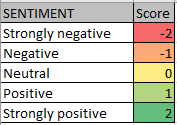 SENTIMENT Score
Strongly negative -2
Negative -1
Neutral 0
Positive 1
Strongly positive 2